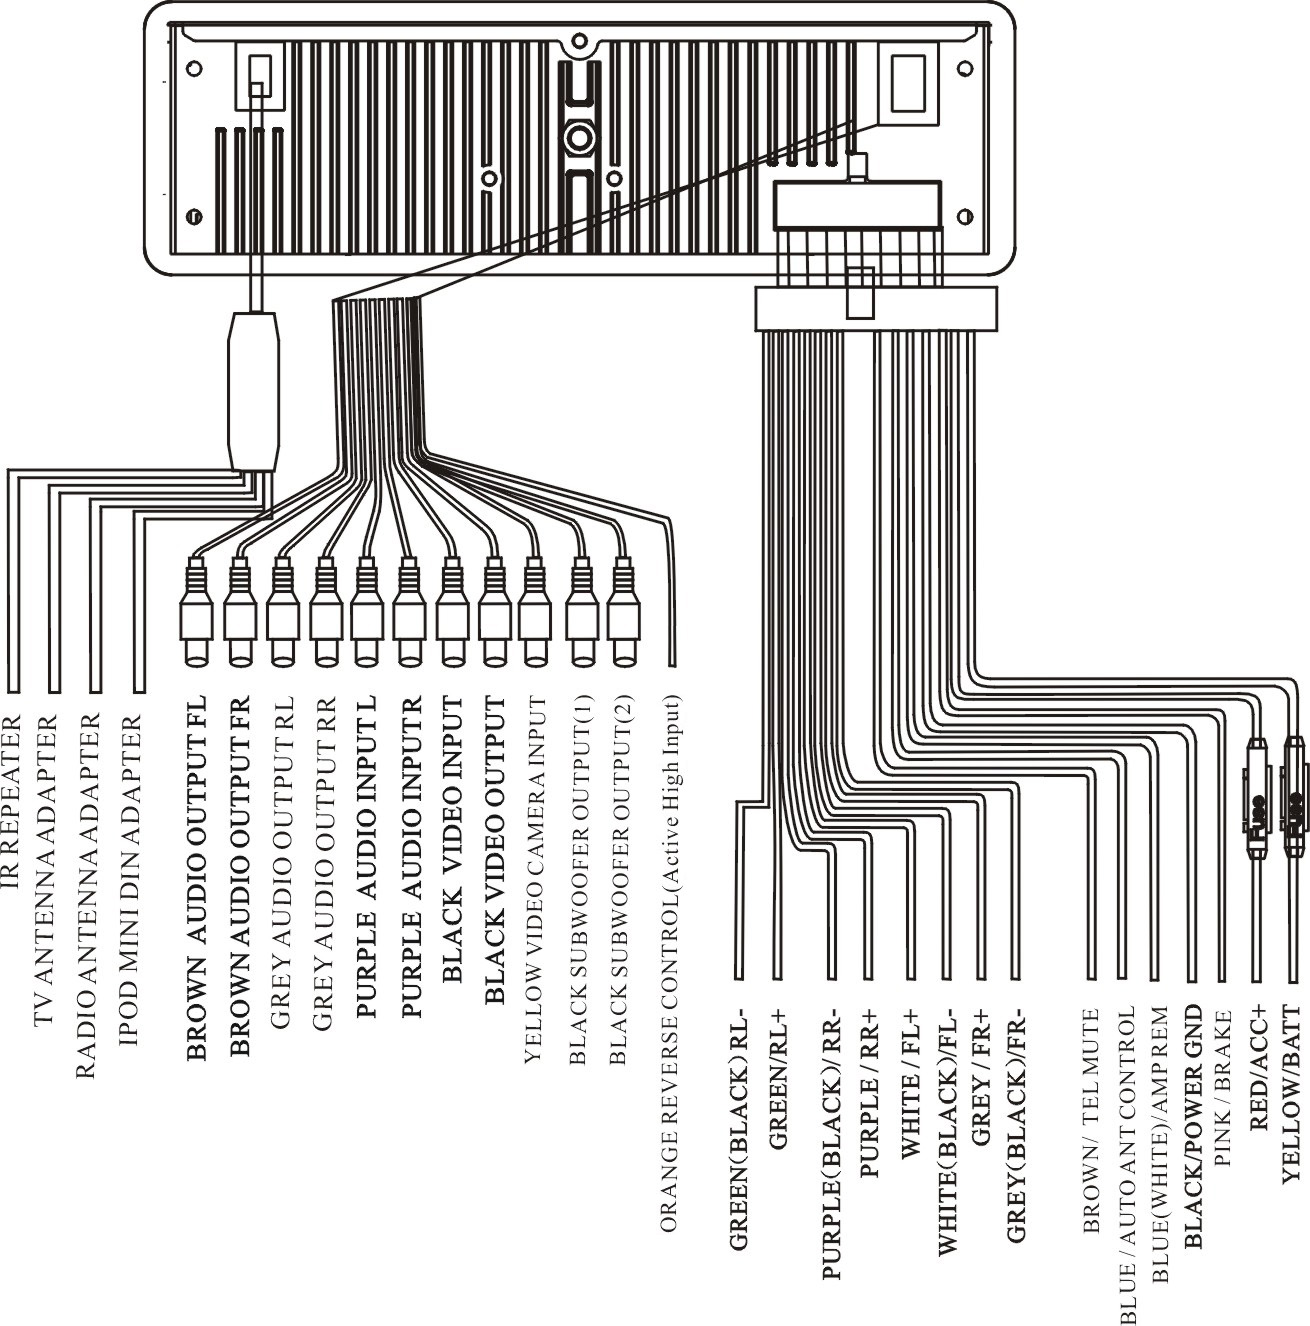 IR REPEATER
TV ANTENNA ADAPTER
RADIO ANTENNA ADAPTER
IPOD MINI DIN ADAPTER
BROWN AUDIO OUTPUT FL
BROWN AUDIO OUTPUT FR
GREY AUDIO OUTPUT RL
GREY AUDIO OUTPUT RR
PURPLE AUDIO INPUT L
PURPLE AUDIO INPUTR
BLACK VIDEO INPUT
BLACK VIDEO OUTPUT
YELLOW VIDEO CAMERA INPUT
BLACK SUBWOOFER OUTPUT(1)
BLACK SUBWOOFER OUTPUT(2)
ORANGE REVERSE CONTROL(Active High Input)
GREEN(BLACK) RL-
GREEN/RL+
PURPLE(BLACK)/ RR-
PURPLE / RR+
WHITE / FL+
WHITE(BLACK)/FL-
GREY / FR+
GREY(BLACK)/FR-
BROWN/ TEL MUTE
BLUE / AUTO ANT CONTROL
BLUE(WHITE)/AMP REM
BLACK/POWER GND
PINK / BRAKE
RED/ACC+
YELLOW/BATT
Fuse
Fuse